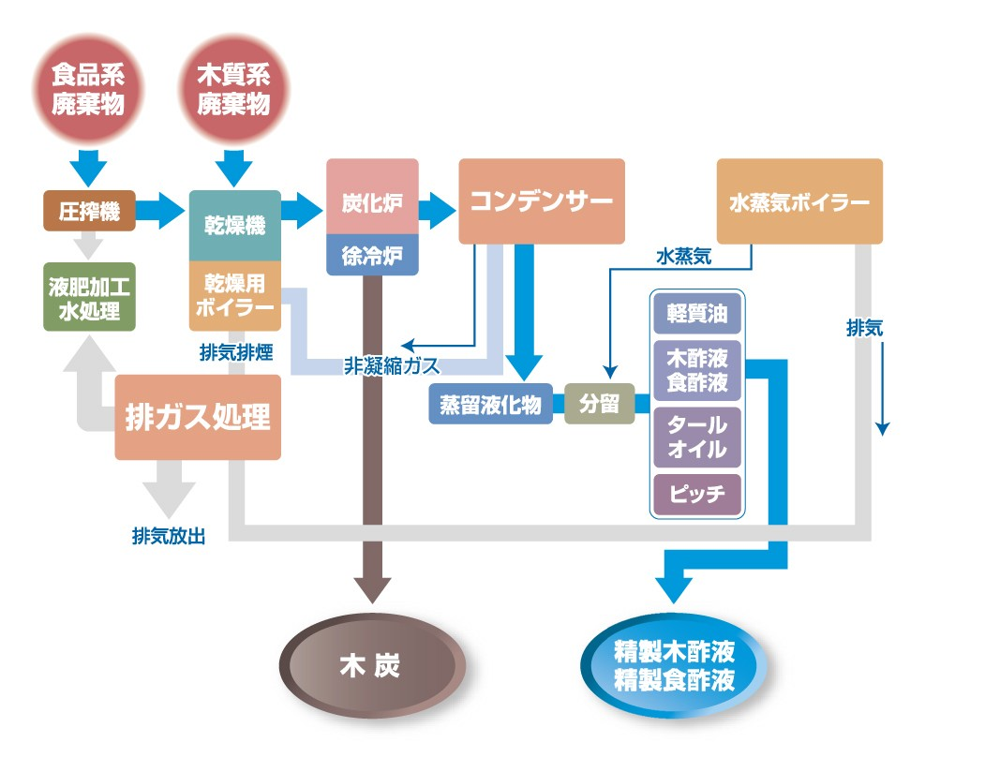 食品系
廃棄物
木質系
廃棄物
圧搾機
乾燥機
炭化炉
コンデンサー
水蒸気ボイラー
徐冷炉
水蒸気
液肥加工
水処理
乾燥用
ボイラー
軽質油
排気
排気排煙
非凝縮ガス
木酢液
食酢液
蒸留液化物
分留
排ガス処理
タール
オイル
ピッチ
排気放出
木炭
精製木酢液
精製食酢液